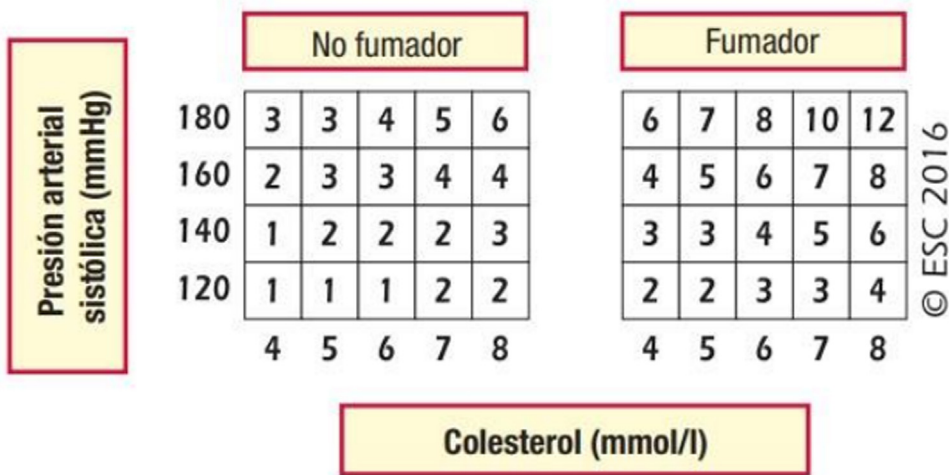 No fumador
Fumador
Presión arterial
sistólica (mmHg)
180 3 3 4 5 6 6 7 8 10 12
160 2 3 3 4 4 4 5 6 7 8
140 1 2 2 2 3 3 3 4 5 6
120 1 1 1 2 2 2 2 3 3 4
4 5 6 7 8 4 5 6 7 8
© ESC 2016
Colesterol (mmol/l)